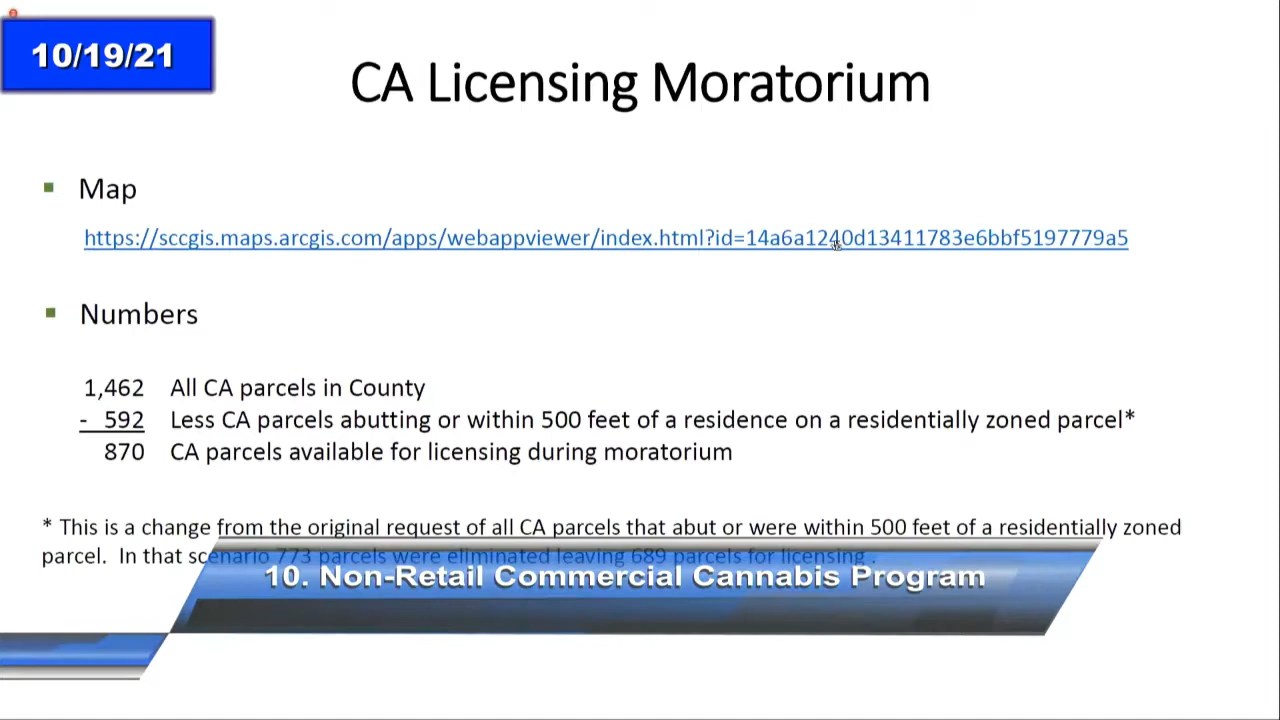 10/19/21
CA Licensing Moratorium
Map
https://sccgis.maps.arcgis.com/apps/webappviewer/index.html?id=14a6a1240d13411783e6bbf5197779a5
Numbers
1,462 All CA parcels in County
- 592 Less CA parcels abutting or within 500 feet of a residence on a residentially zoned parcel*
870 CA parcels available for licensing during moratorium
* This is a change from the original request of all CA parcels that abut or were within 500 feet of a residentially zoned
parcel. In that scenario 773 parcels were eliminated leaving 689 parcels for licensing .
10. Non-Retail Commercial Cannabis Program